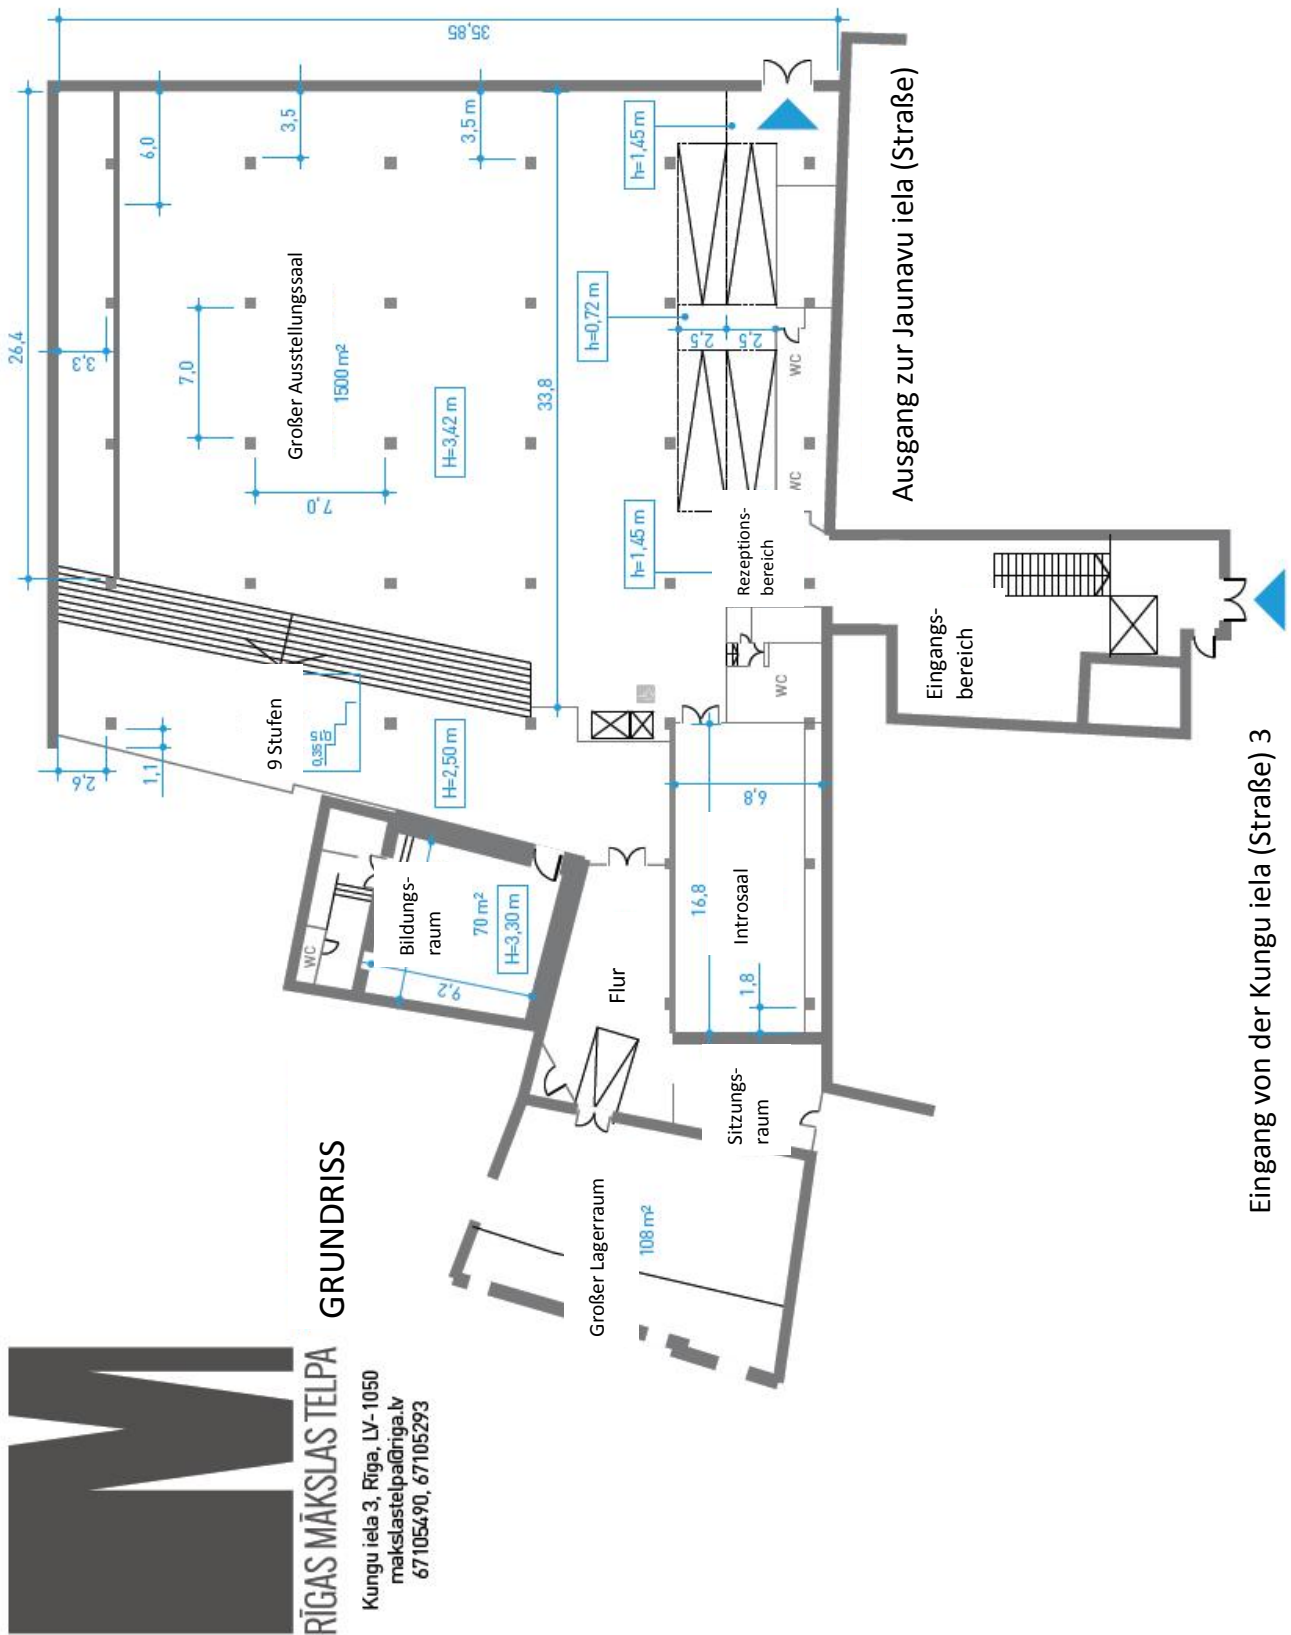 RĪGAS MĀKSLAS TELPA
Kungu iela 3, Rīga, LV-1050
makslastelpa@riga.lv
67105490, 67105293
GRUNDRISS
Großer Lagerraum
108 m²
Sitzungs-
raum
Flur
Introsaal
16,8
1,8
6,8
Bildungs-
raum
70 m²
H=3,30 m
9,2
WC
9 Stufen
0,35
15
H=2,50 m
2,6
1,1
26,4
3,3
6,0
7,0
7,0
3,5
3,5 m
35,85
33,8
Großer Ausstellungssaal
1500 m²
H=3,42 m
h=0,72 m
h=1,45 m
h=1,45 m
2,5
2,5
WC
WC
WC
Rezeptions-
bereich
Eingangs-
bereich
Ausgang zur Jaunavu iela (Straße)
Eingang von der Kungu iela (Straße) 3